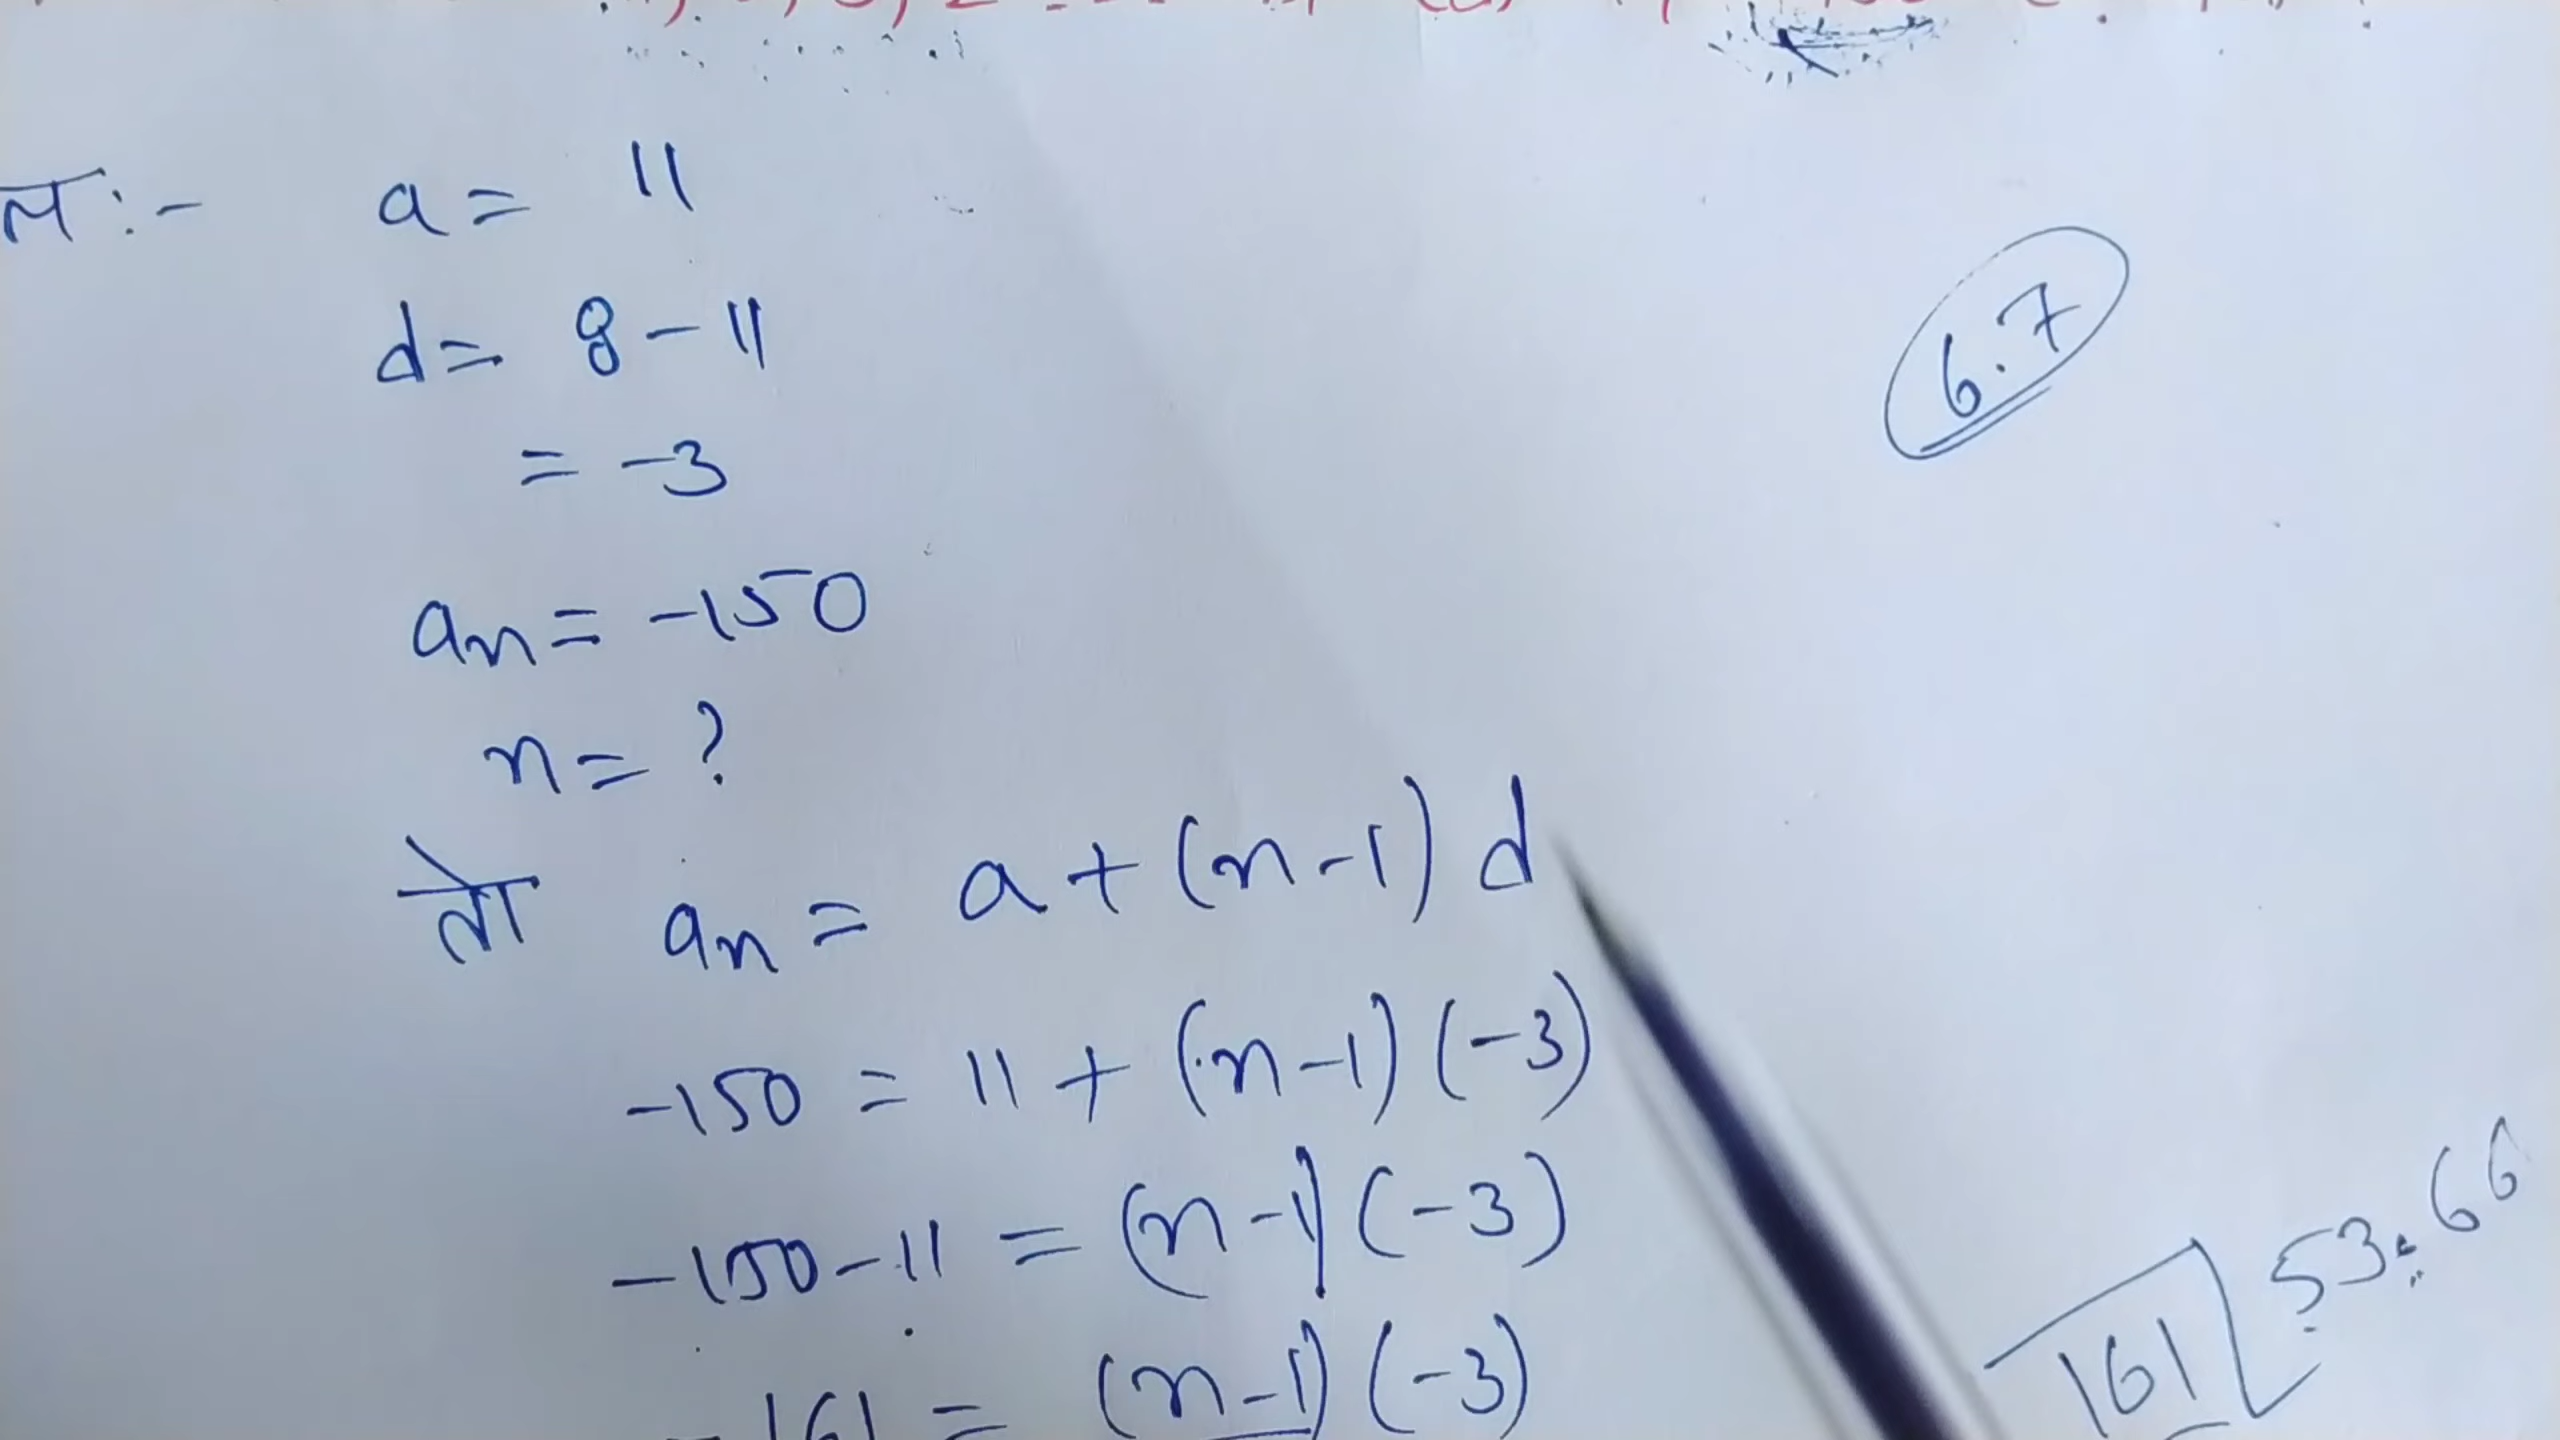 a = 11
d = 8 - 11
= -3
an = -150
n = ?
तो an = a + (n-1) d
-150 = 11 + (n-1) (-3)
-150 - 11 = (n-1) (-3)
-161 = (n-1) (-3)
6.7
53.66
161